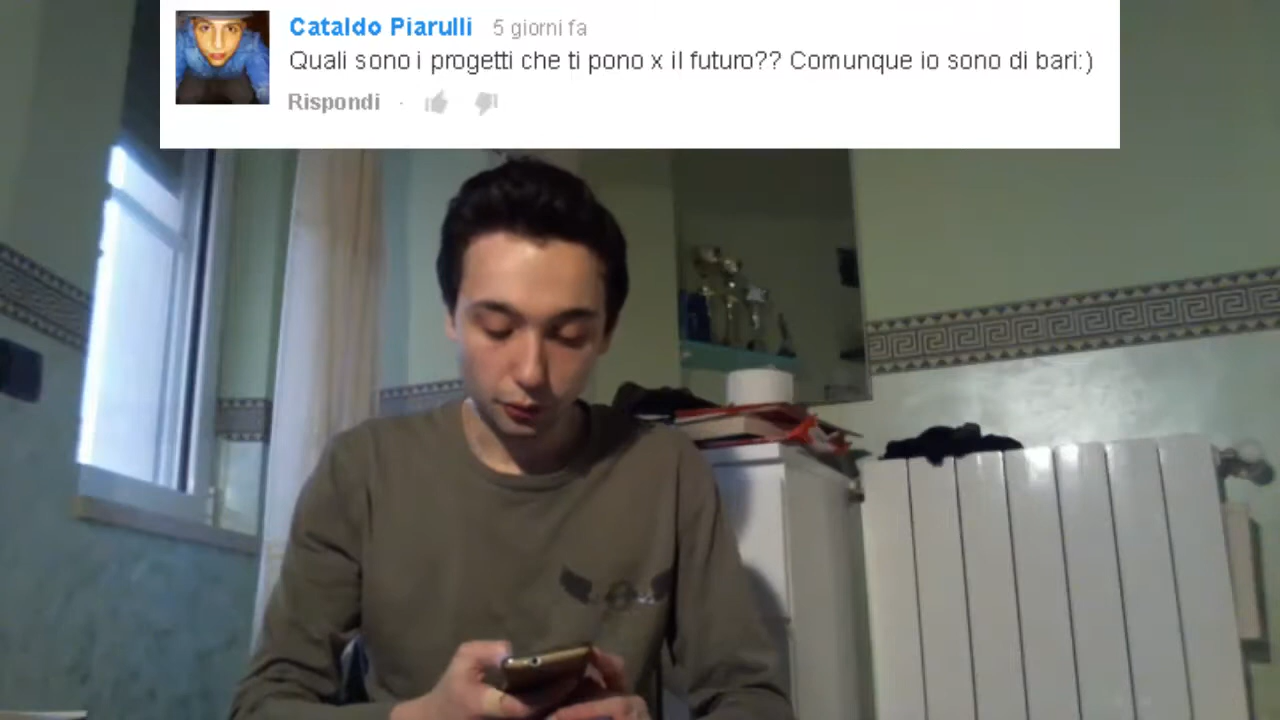 Cataldo Piarulli 5 giorni fa
Quali sono i progetti che ti pono x il futuro?? Comunque io sono di bari:)
Rispondi ·